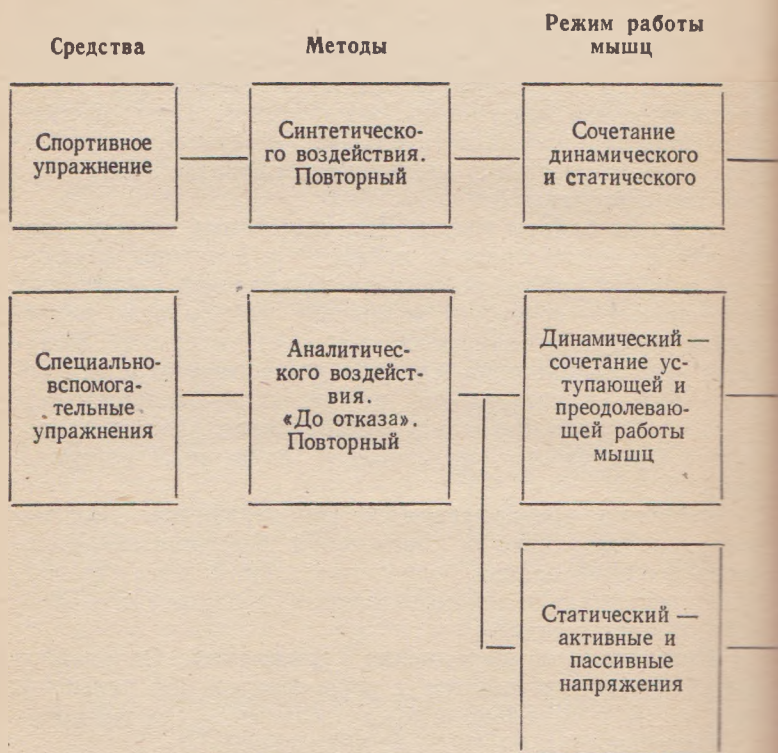 Средства
Методы
Режим работы
мышц
Спортивное
упражнение
Синтетическо-
го воздействия.
Повторный
Сочетание
динамического
и статического
Специально-
вспомога-
тельные
упражнения
Аналитичес-
кого воздейст-
вия.
«До отказа».
Повторный
Динамический —
сочетание ус-
тупающей и
преодолеваю-
щей работы
мышц
Статический —
активные и
пассивные
напряжения